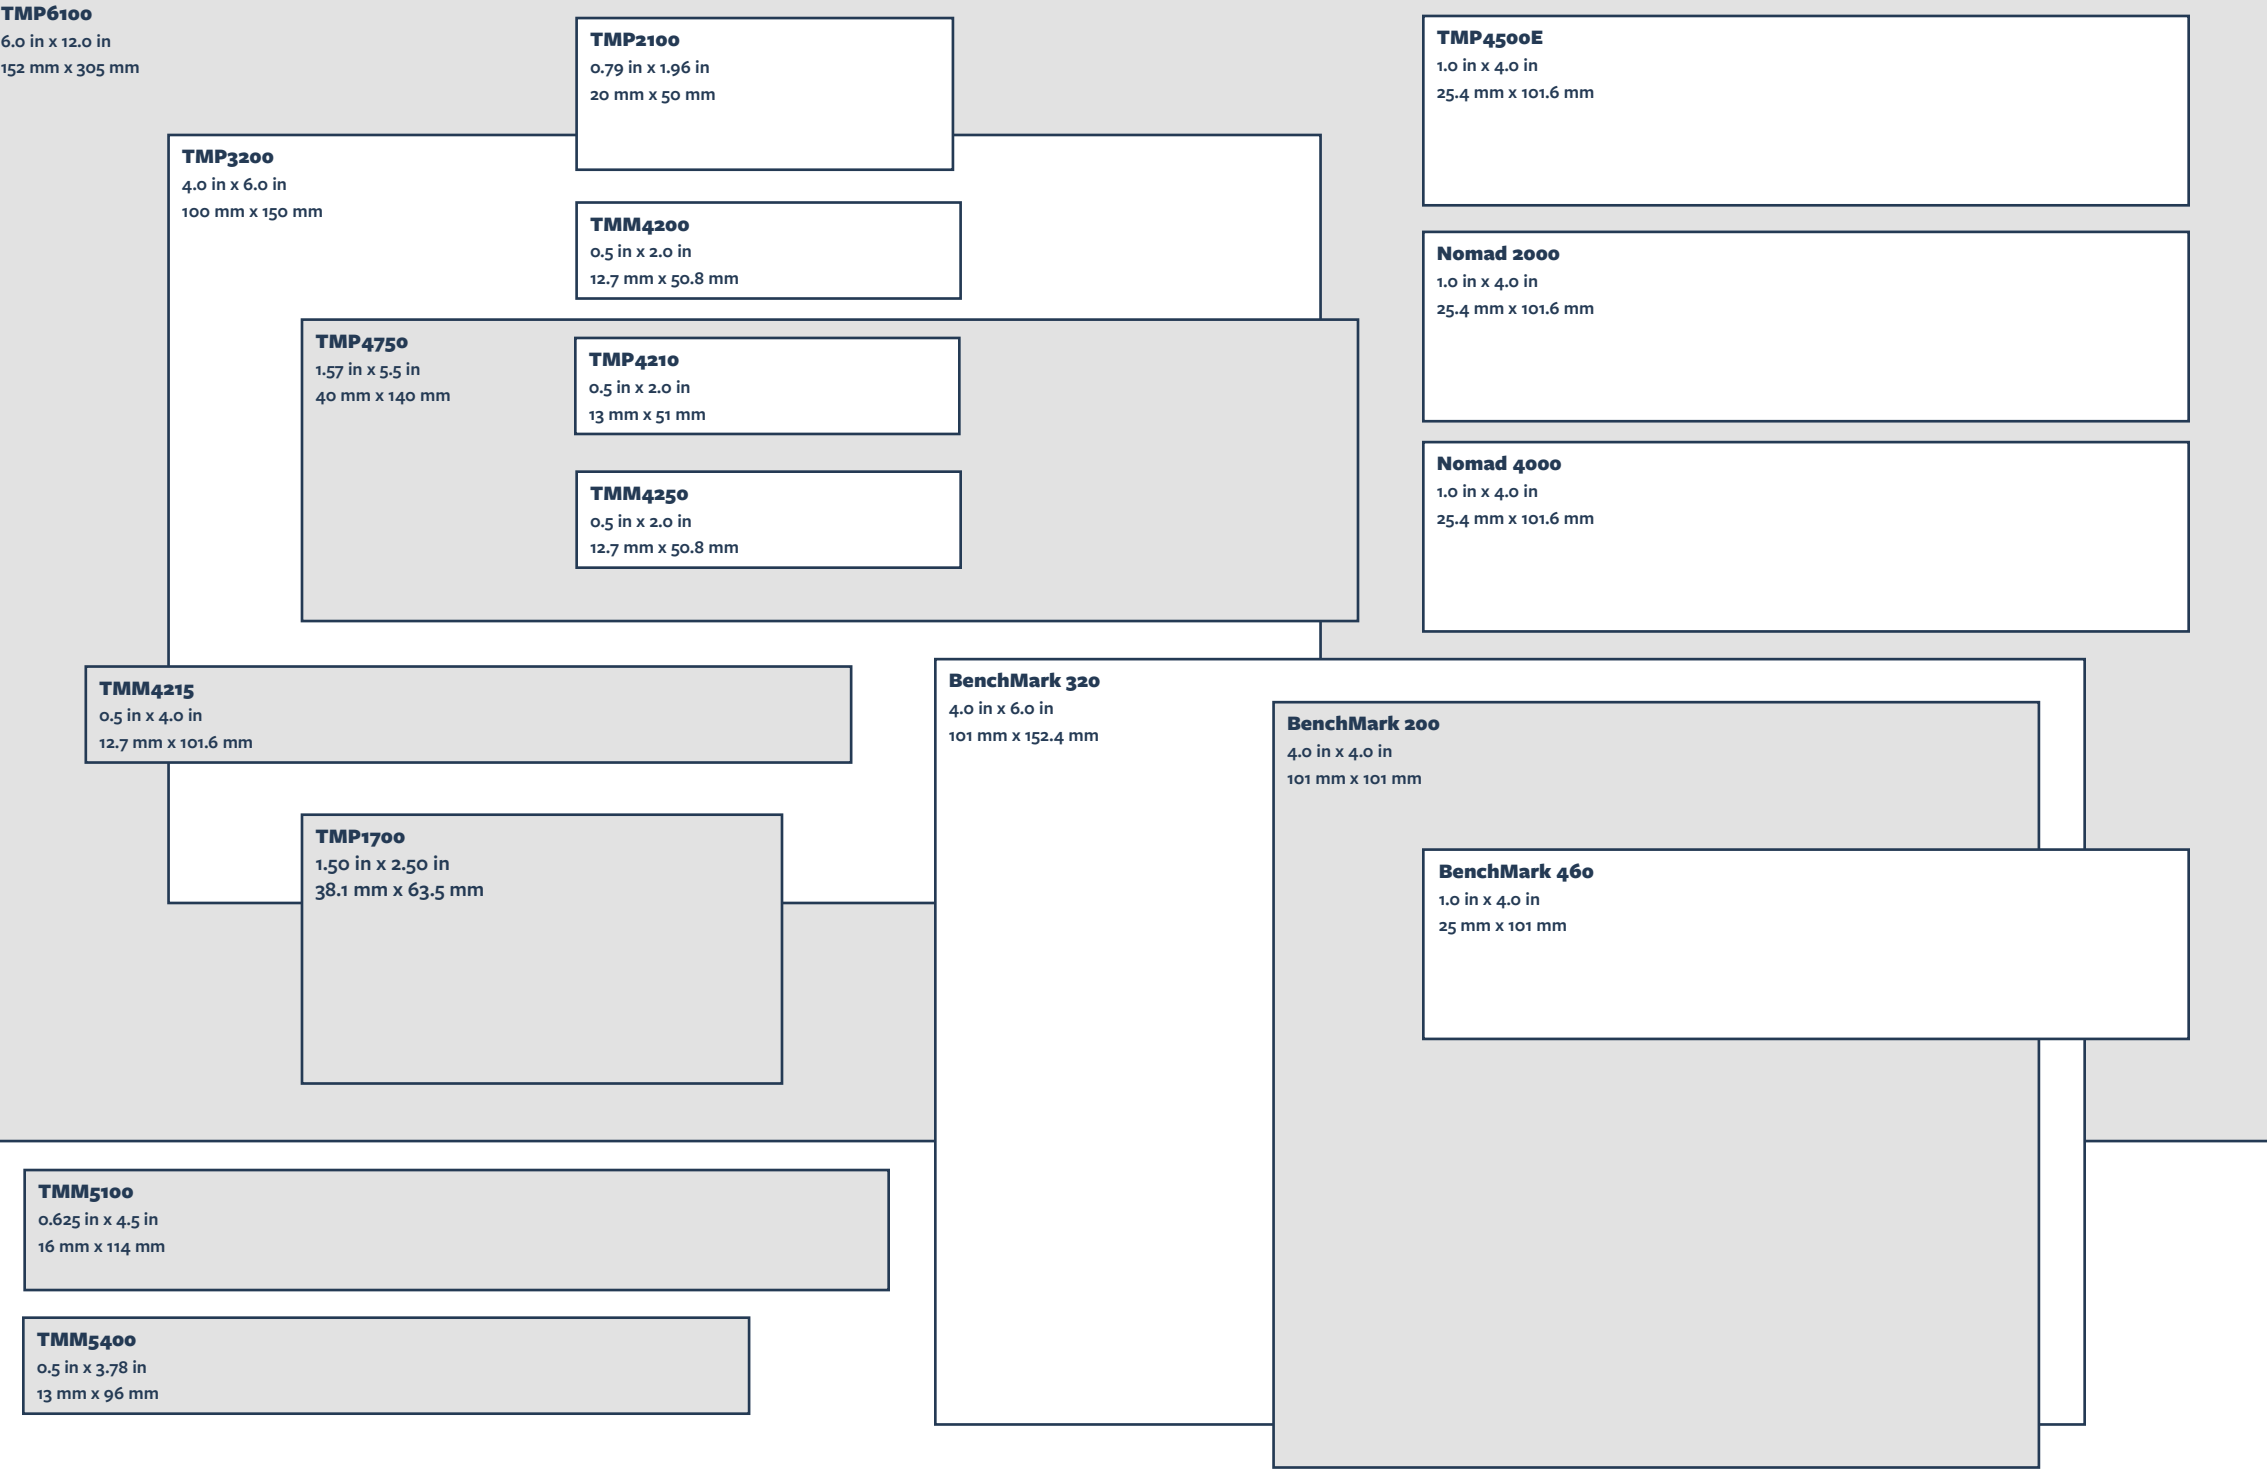 TMP6100
6.0 in x 12.0 in
152 mm x 305 mm
TMP2100
0.79 in x 1.96 in
20 mm x 50 mm
TMP4500E
1.0 in x 4.0 in
25.4 mm x 101.6 mm
TMP3200
4.0 in x 6.0 in
100 mm x 150 mm
TMM4200
0.5 in x 2.0 in
12.7 mm x 50.8 mm
Nomad 2000
1.0 in x 4.0 in
25.4 mm x 101.6 mm
TMP4750
1.57 in x 5.5 in
40 mm x 140 mm
TMP4210
0.5 in x 2.0 in
13 mm x 51 mm
Nomad 4000
1.0 in x 4.0 in
25.4 mm x 101.6 mm
TMM4250
0.5 in x 2.0 in
12.7 mm x 50.8 mm
TMM4215
0.5 in x 4.0 in
12.7 mm x 101.6 mm
BenchMark 320
4.0 in x 6.0 in
101 mm x 152.4 mm
BenchMark 200
4.0 in x 4.0 in
101 mm x 101 mm
TMP1700
1.50 in x 2.50 in
38.1 mm x 63.5 mm
BenchMark 460
1.0 in x 4.0 in
25 mm x 101 mm
TMM5100
0.625 in x 4.5 in
16 mm x 114 mm
TMM5400
0.5 in x 3.78 in
13 mm x 96 mm